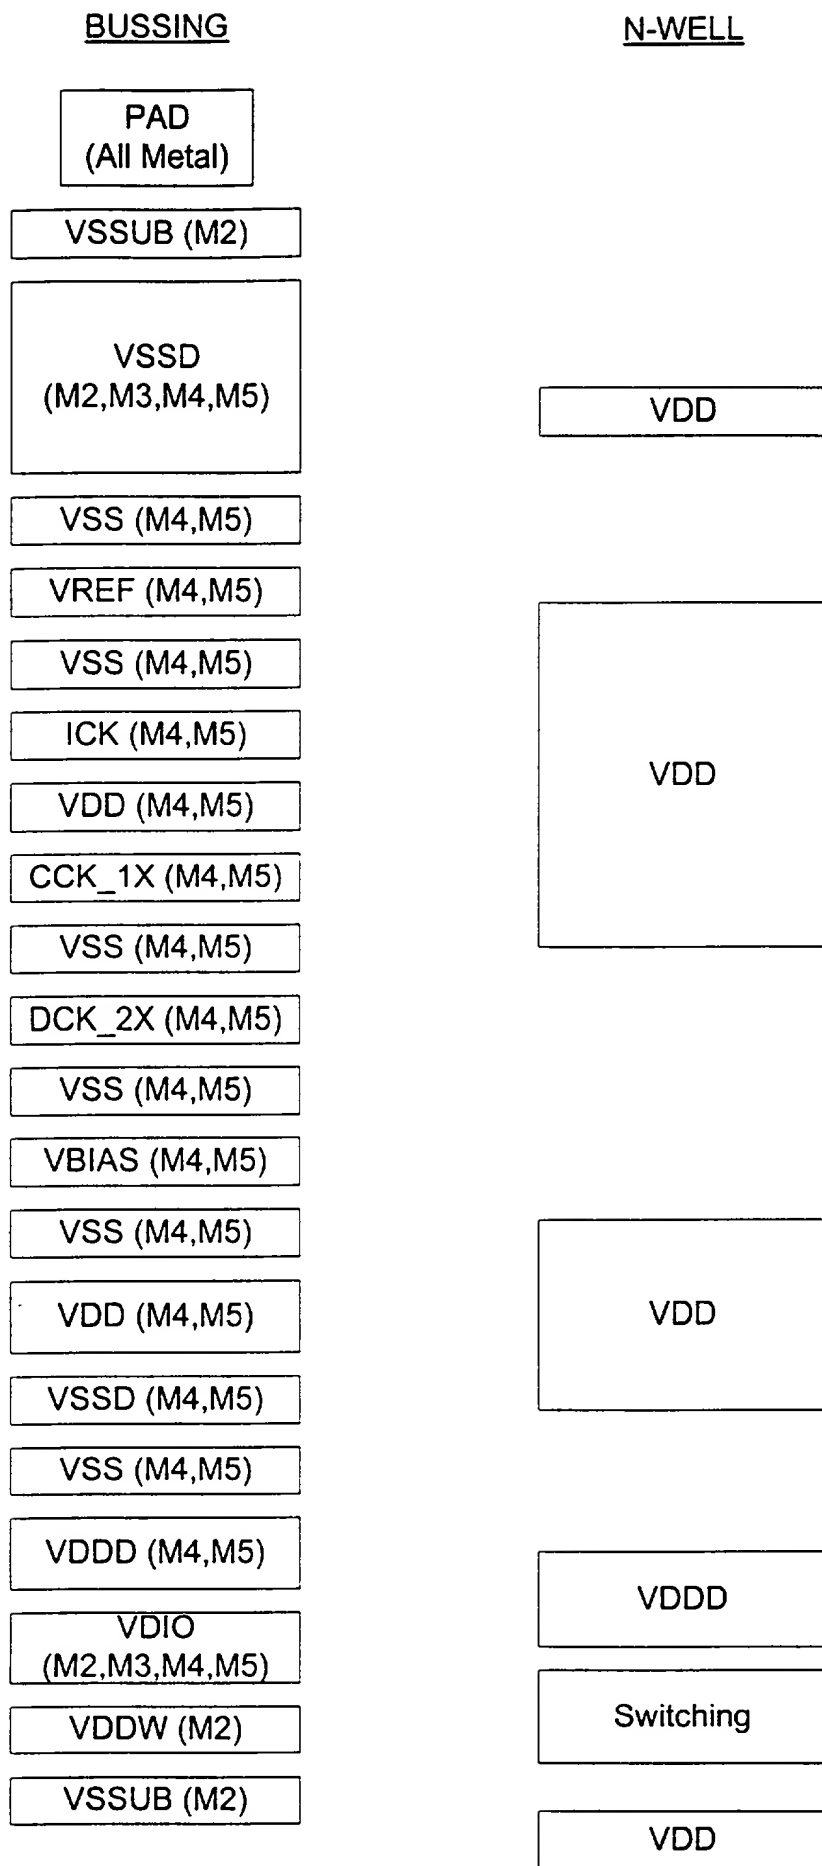 BUSSING
PAD
(All Metal)
VSSUB (M2)
VSSD
(M2,M3,M4,M5)
VSS (M4,M5)
VREF (M4,M5)
VSS (M4,M5)
ICK (M4,M5)
VDD (M4,M5)
CCK_1X (M4,M5)
VSS (M4,M5)
DCK_2X (M4,M5)
VSS (M4,M5)
VBIAS (M4,M5)
VSS (M4,M5)
VDD (M4,M5)
VSSD (M4,M5)
VSS (M4,M5)
VDDD (M4,M5)
VDIO
(M2,M3,M4,M5)
VDDW (M2)
VSSUB (M2)
N-WELL
VDD
VDD
VDD
VDDD
Switching
VDD